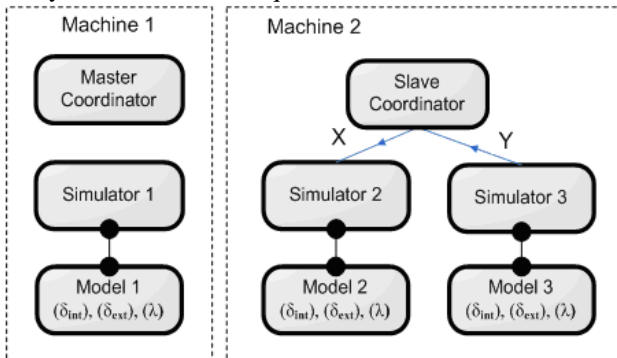 Machine 1
Master
Coordinator
Simulator 1
Model 1
(δint), (δext), (λ)
Machine 2
Slave
Coordinator
X
Y
Simulator 2
Simulator 3
Model 2
(δint), (δext), (λ)
Model 3
(δint), (δext), (λ)